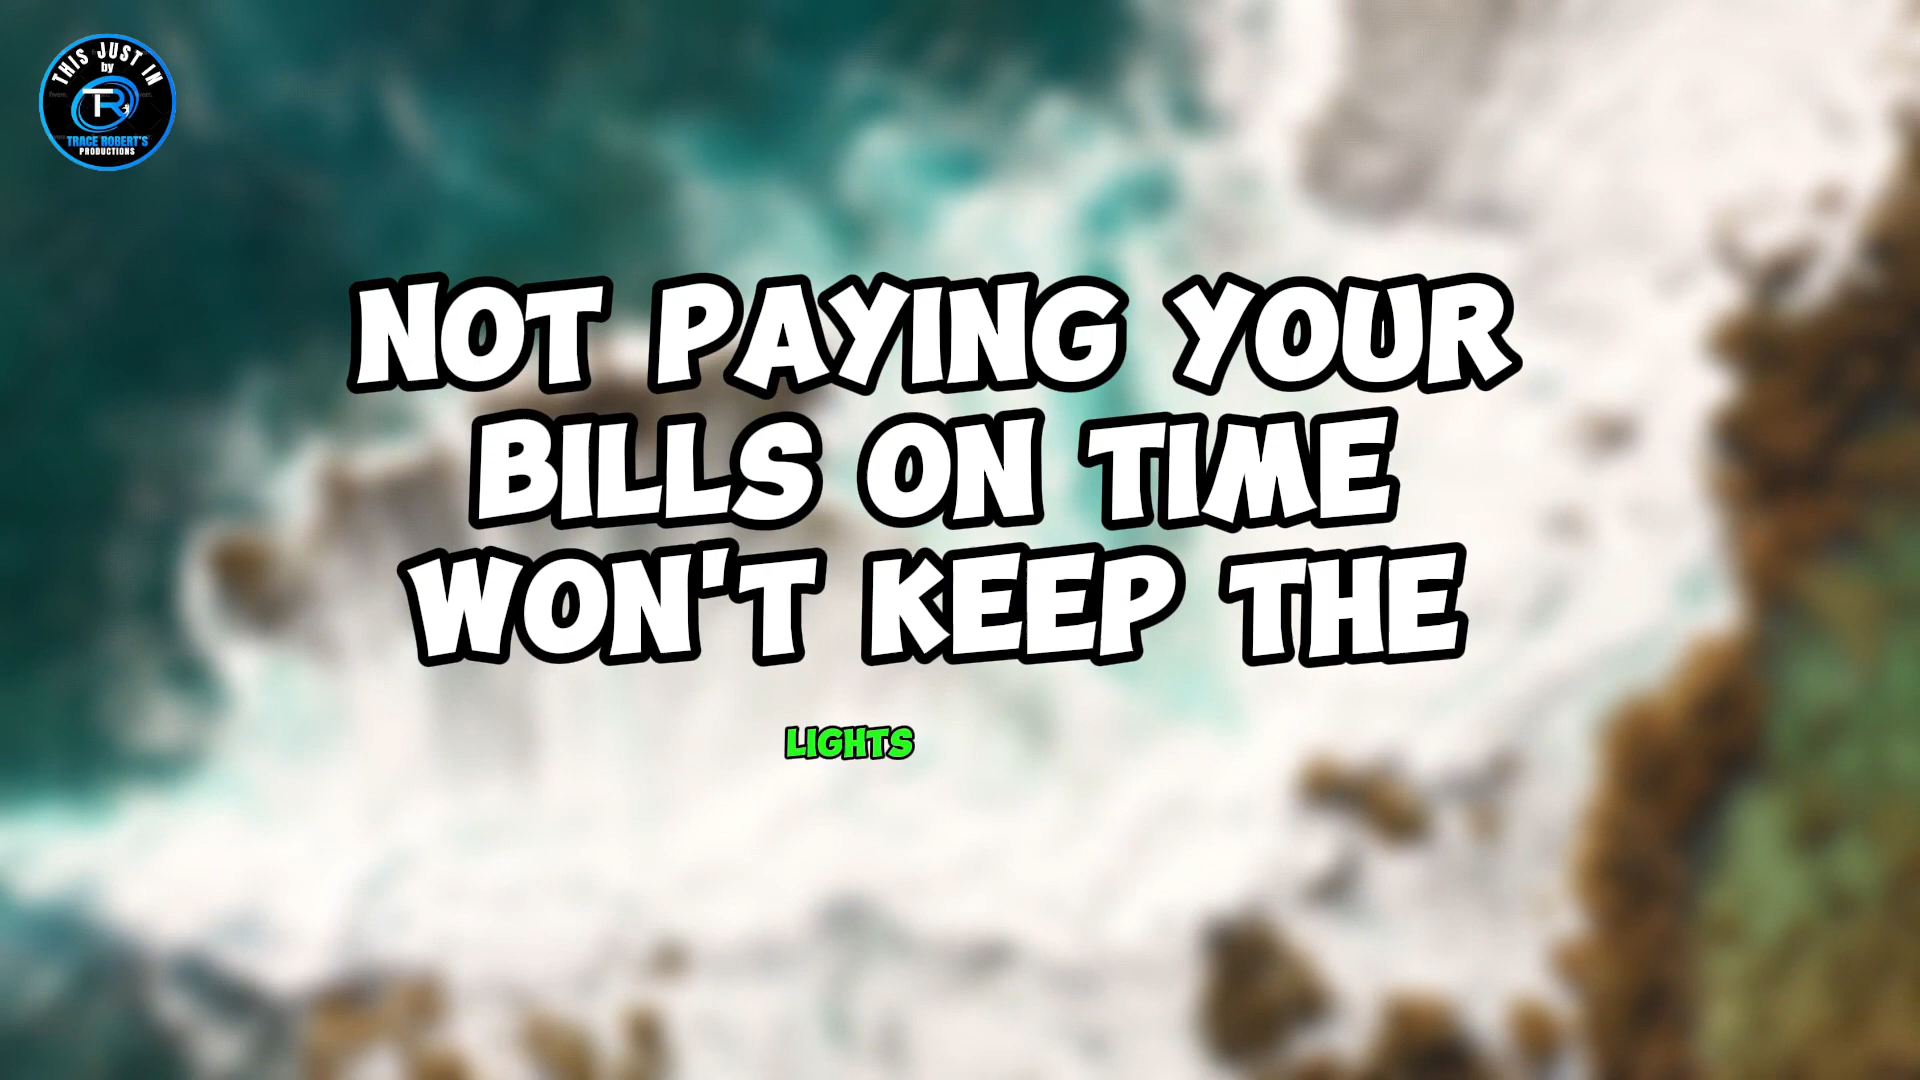 THIS JUST IN
by
TR
TRACE ROBERT'S
PRODUCTIONS
NOT PAYING YOUR
BILLS ON TIME
WON'T KEEP THE
LIGHTS